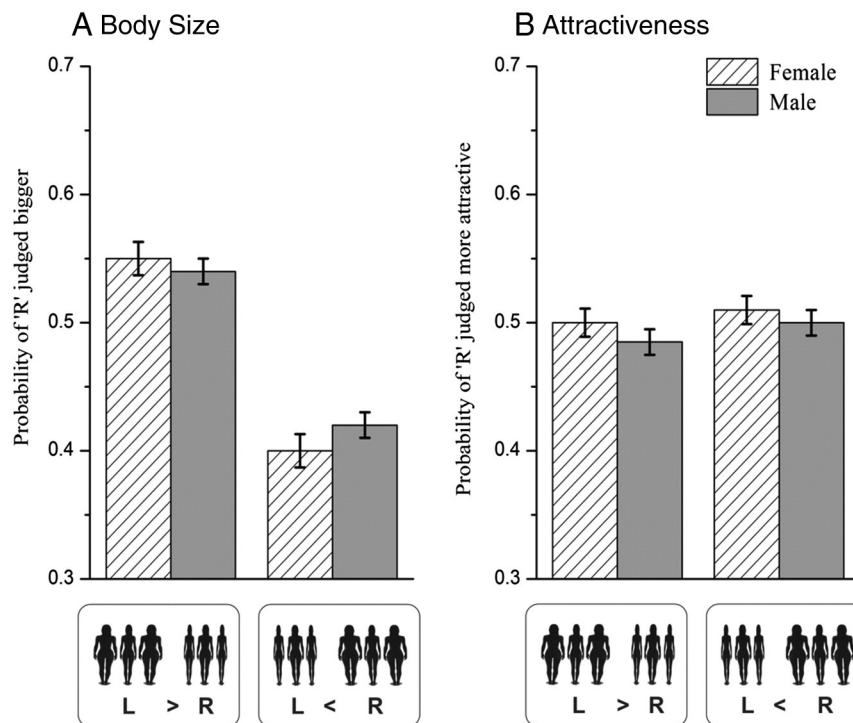 A Body Size
0.7
0.6
0.5
0.4
0.3
Probability of 'R' judged bigger
L > R
L < R
B Attractiveness
Female
Male
0.7
0.6
0.5
0.4
0.3
Probability of 'R' judged more attractive
L > R
L < R